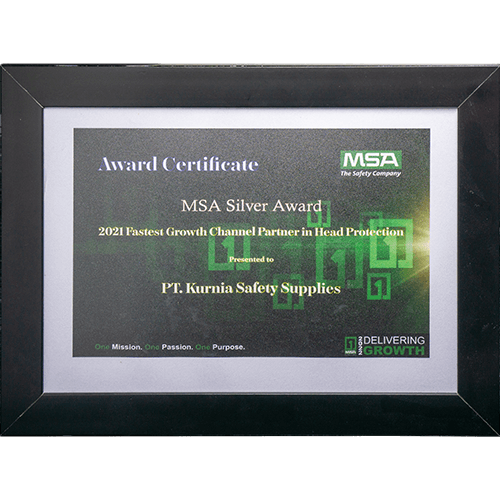 Award Certificate
MSA
The Safety Company
MSA Silver Award
2021 Fastest Growth Channel Partner in Head Protection
Presented to
PT. Kurnia Safety Supplies
One Mission. One Passion. One Purpose.
1
DELIVERING
GROWTH